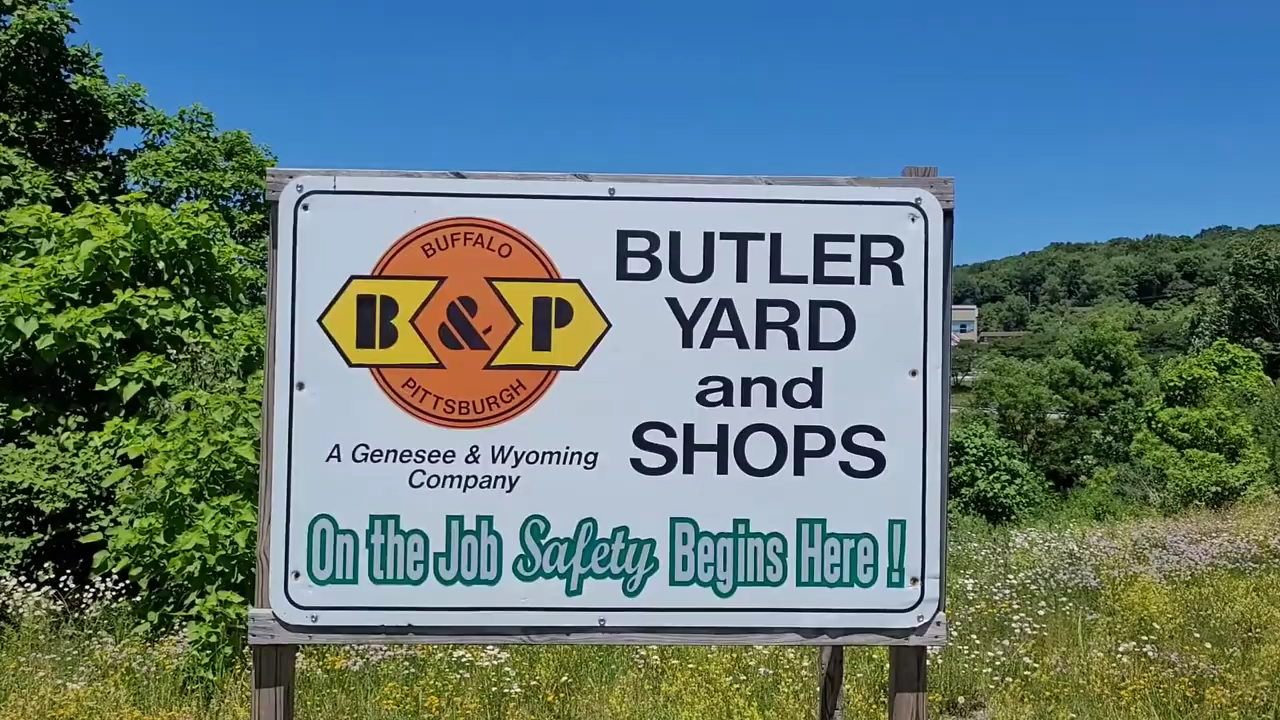 BUFFALO
B & P
PITTSBURGH
A Genesee & Wyoming
Company
BUTLER
YARD
and
SHOPS
On the Job Safety Begins Here !